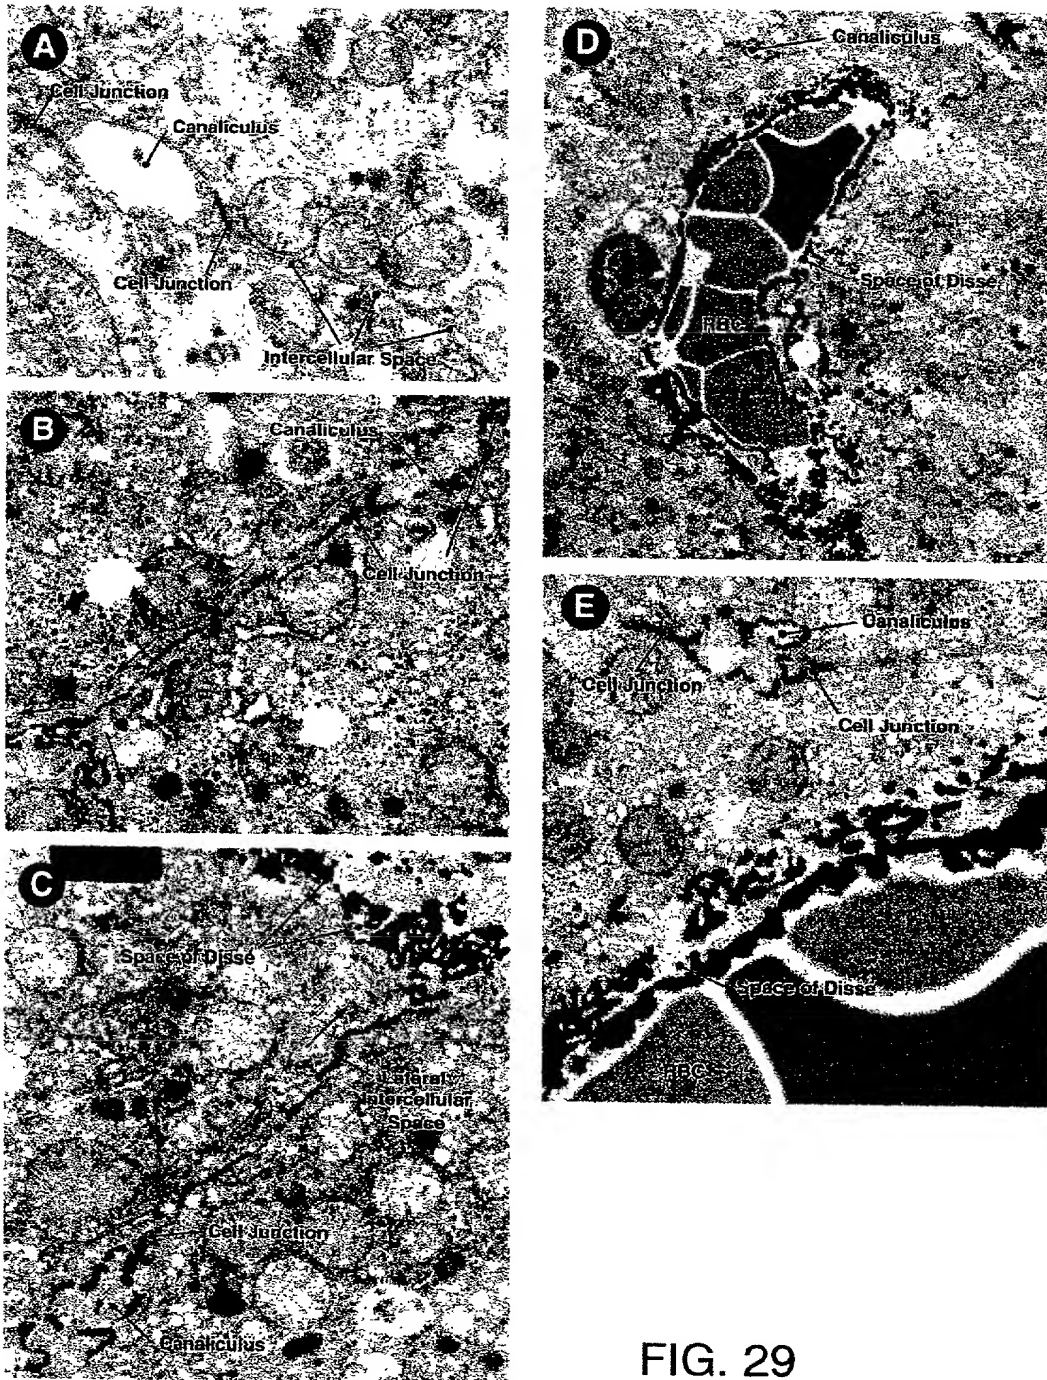 A
Cell Junction
Canaliculus
Cell Junction
Intercellular Space
B
Canaliculus
Cell Junction
C
Space of Disse
Lateral
Intercellular
Space
Cell Junction
Canaliculus
D
Canaliculus
Space of Disse
RBC
E
Canaliculus
Cell Junction
Cell Junction
Space of Disse
RBC
FIG. 29